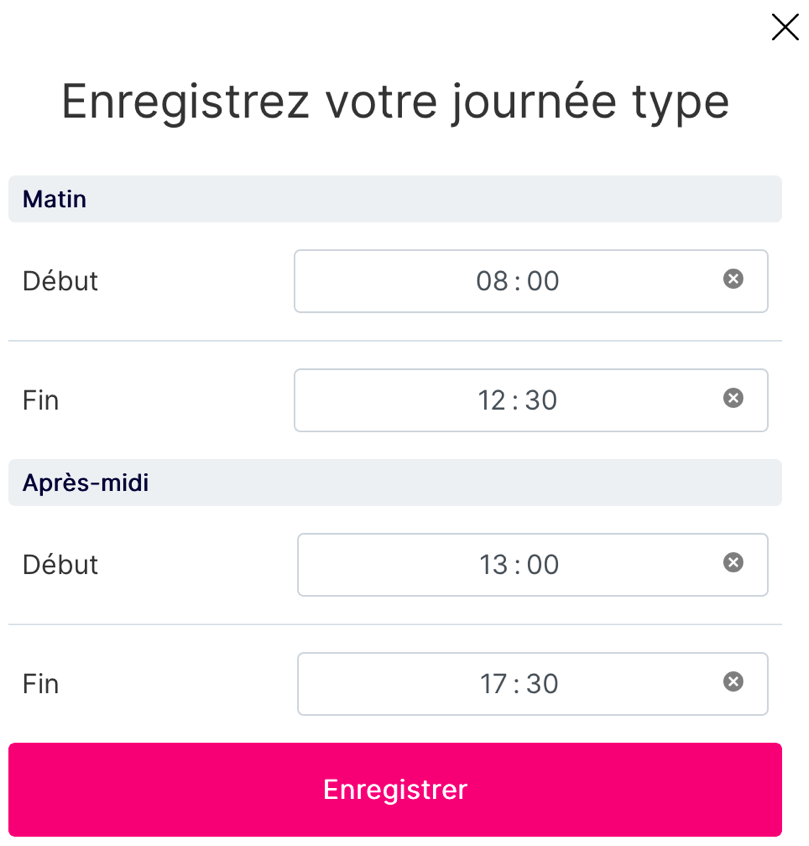 Enregistrez votre journée type
Matin
Début
08:00
Fin
12:30
Après-midi
Début
13:00
Fin
17:30
Enregistrer